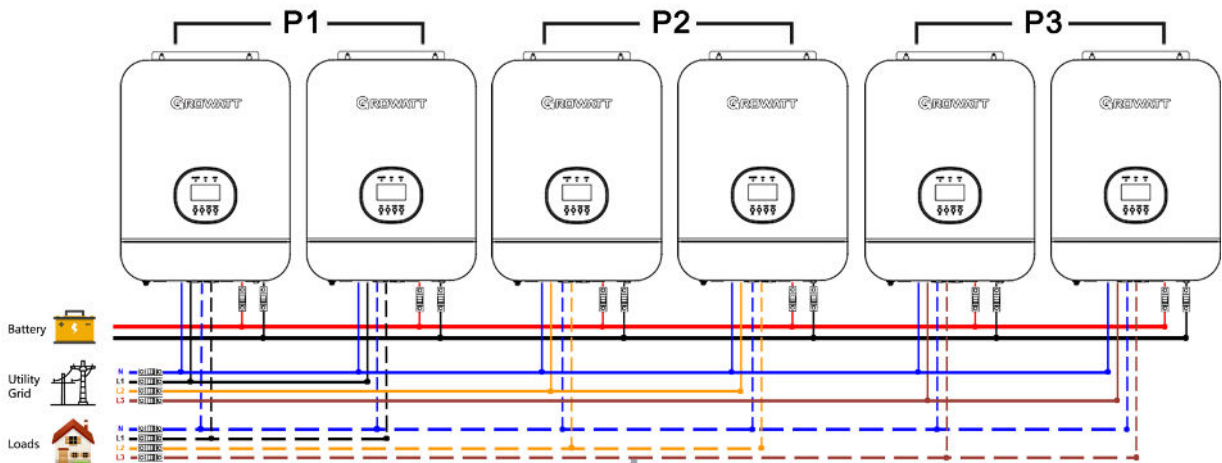 P1 P2 P3
GROWATT GROWATT GROWATT GROWATT GROWATT GROWATT
Battery
Utility
Grid
N
L1
L2
L3
Loads
N
L1
L2
L3